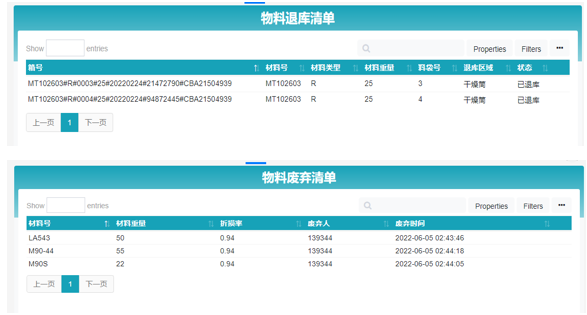 物料退库清单
Show entries
Properties Filters •••
箱号 材料号 材料类型 材料重量 料袋号 退库区域 状态
MT102603#R#0003#25#20220224#21472790#CBA21504939 MT102603 R 25 3 干燥筒 已退库
MT102603#R#0004#25#20220224#94872445#CBA21504939 MT102603 R 25 4 干燥筒 已退库
上一页 1 下一页
物料废弃清单
Show entries
Properties Filters •••
材料号 材料重量 折损率 废弃人 废弃时间
LA543 50 0.94 139344 2022-06-05 02:43:46
M90-44 55 0.94 139344 2022-06-05 02:44:18
M90S 22 0.94 139344 2022-06-05 02:44:05
上一页 1 下一页